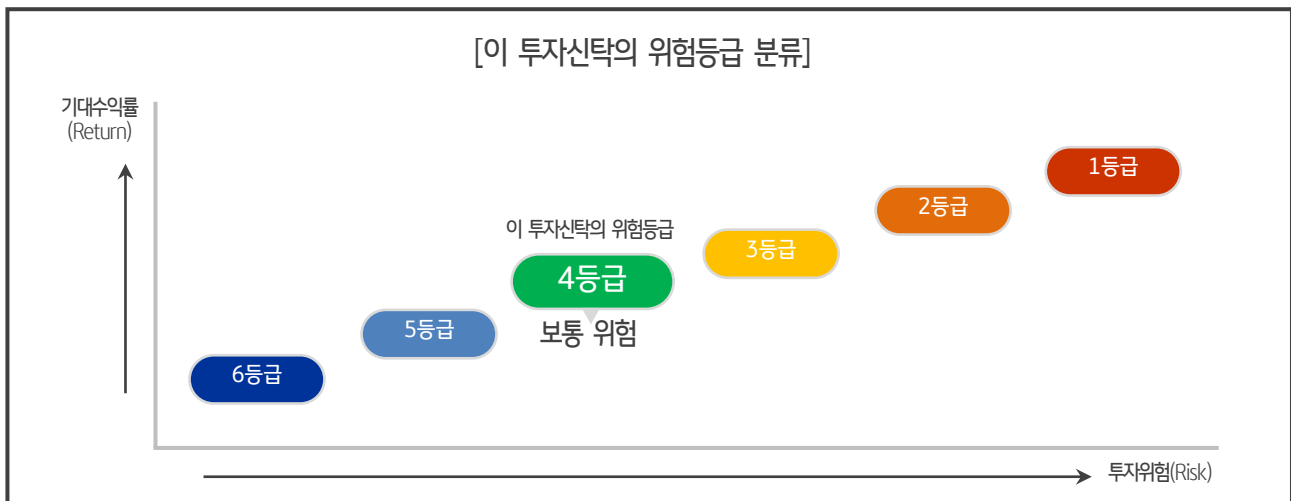 [이 투자신탁의 위험등급 분류]
기대수익률
(Return)
1등급
2등급
이 투자신탁의 위험등급
3등급
4등급
보통 위험
5등급
6등급
투자위험(Risk)